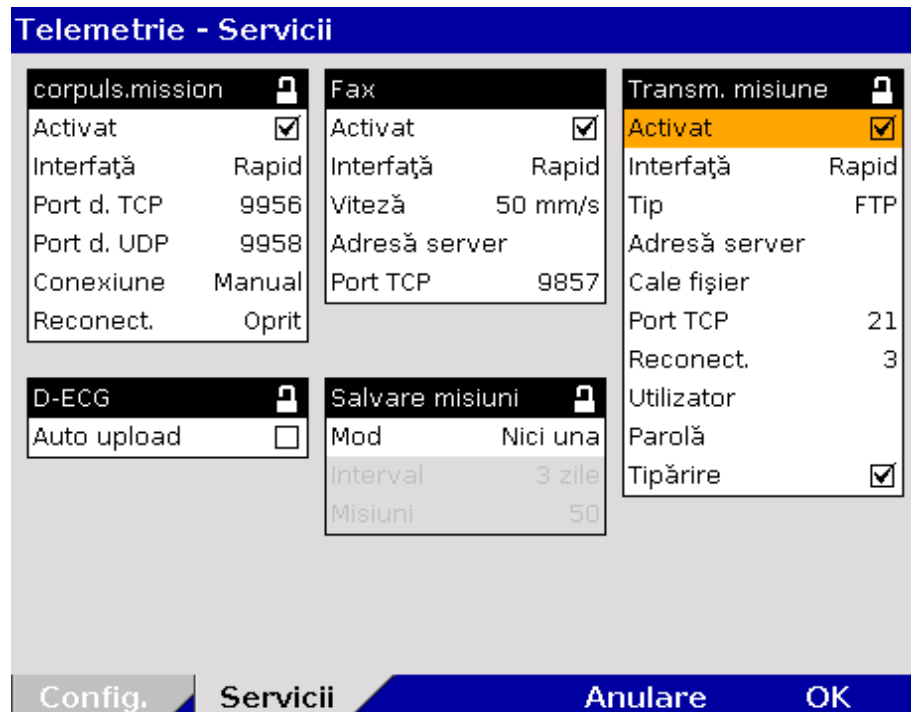 Telemetrie - Servicii
corpuls.mission
Activat
Interfaţă Rapid
Port d. TCP 9956
Port d. UDP 9958
Conexiune Manual
Reconect. Oprit
Fax
Activat
Interfaţă Rapid
Viteză 50 mm/s
Adresă server
Port TCP 9857
Transm. misiune
Activat
Interfaţă Rapid
Tip FTP
Adresă server
Cale fişier
Port TCP 21
Reconect. 3
Utilizator
Parolă
Tipărire
D-ECG
Auto upload
Salvare misiuni
Mod Nici una
Interval 3 zile
Misiuni 50
Config. Servicii Anulare OK